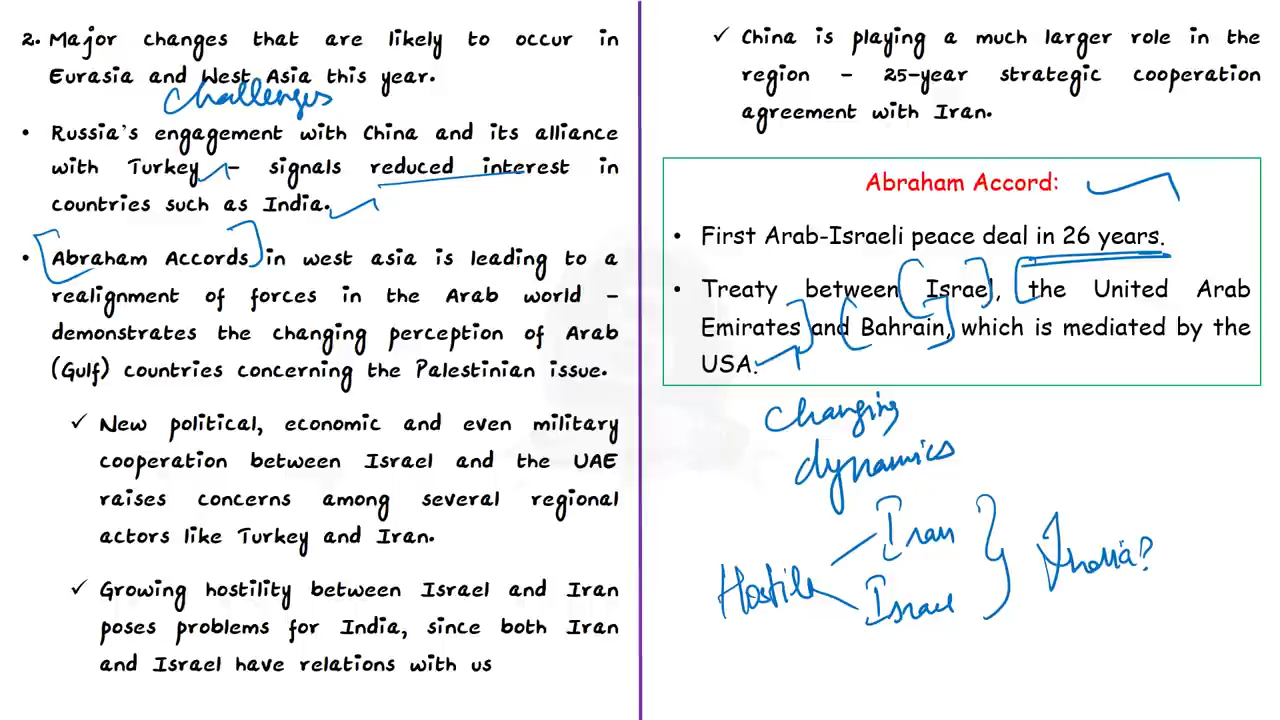 2. Major changes that are likely to occur in
Eurasia and West Asia this year.
challenges
• Russia's engagement with China and its alliance
with Turkey - signals reduced interest in
countries such as India.
• Abraham Accords in west asia is leading to a
realignment of forces in the Arab world -
demonstrates the changing perception of Arab
(Gulf) countries concerning the Palestinian issue.
✓ New political, economic and even military
cooperation between Israel and the UAE
raises concerns among several regional
actors like Turkey and Iran.
✓ Growing hostility between Israel and Iran
poses problems for India, since both Iran
and Israel have relations with us
✓ China is playing a much larger role in the
region - 25-year strategic cooperation
agreement with Iran.
Abraham Accord:
• First Arab-Israeli peace deal in 26 years.
• Treaty between Israel, the United Arab
Emirates and Bahrain, which is mediated by the
USA.
changing
dynamics
Iran
Hostile India?
Israel